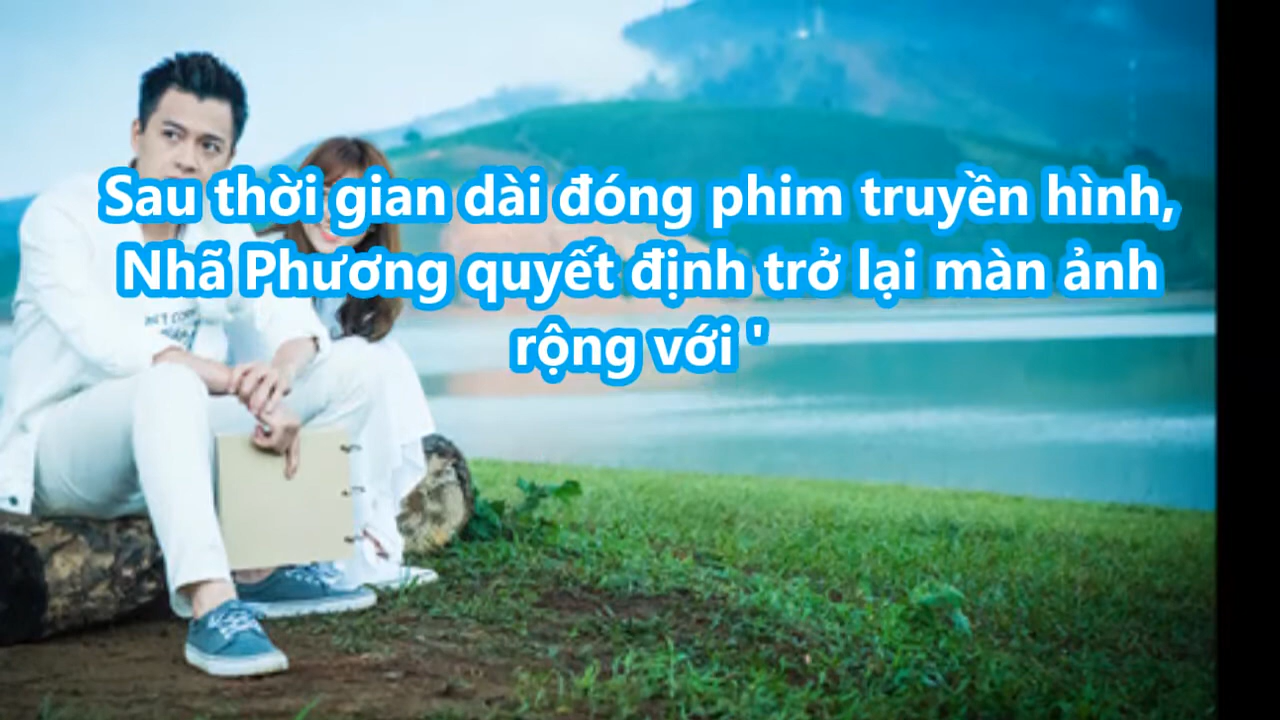 Sau thời gian dài đóng phim truyền hình,
Nhã Phương quyết định trở lại màn ảnh
rộng với '